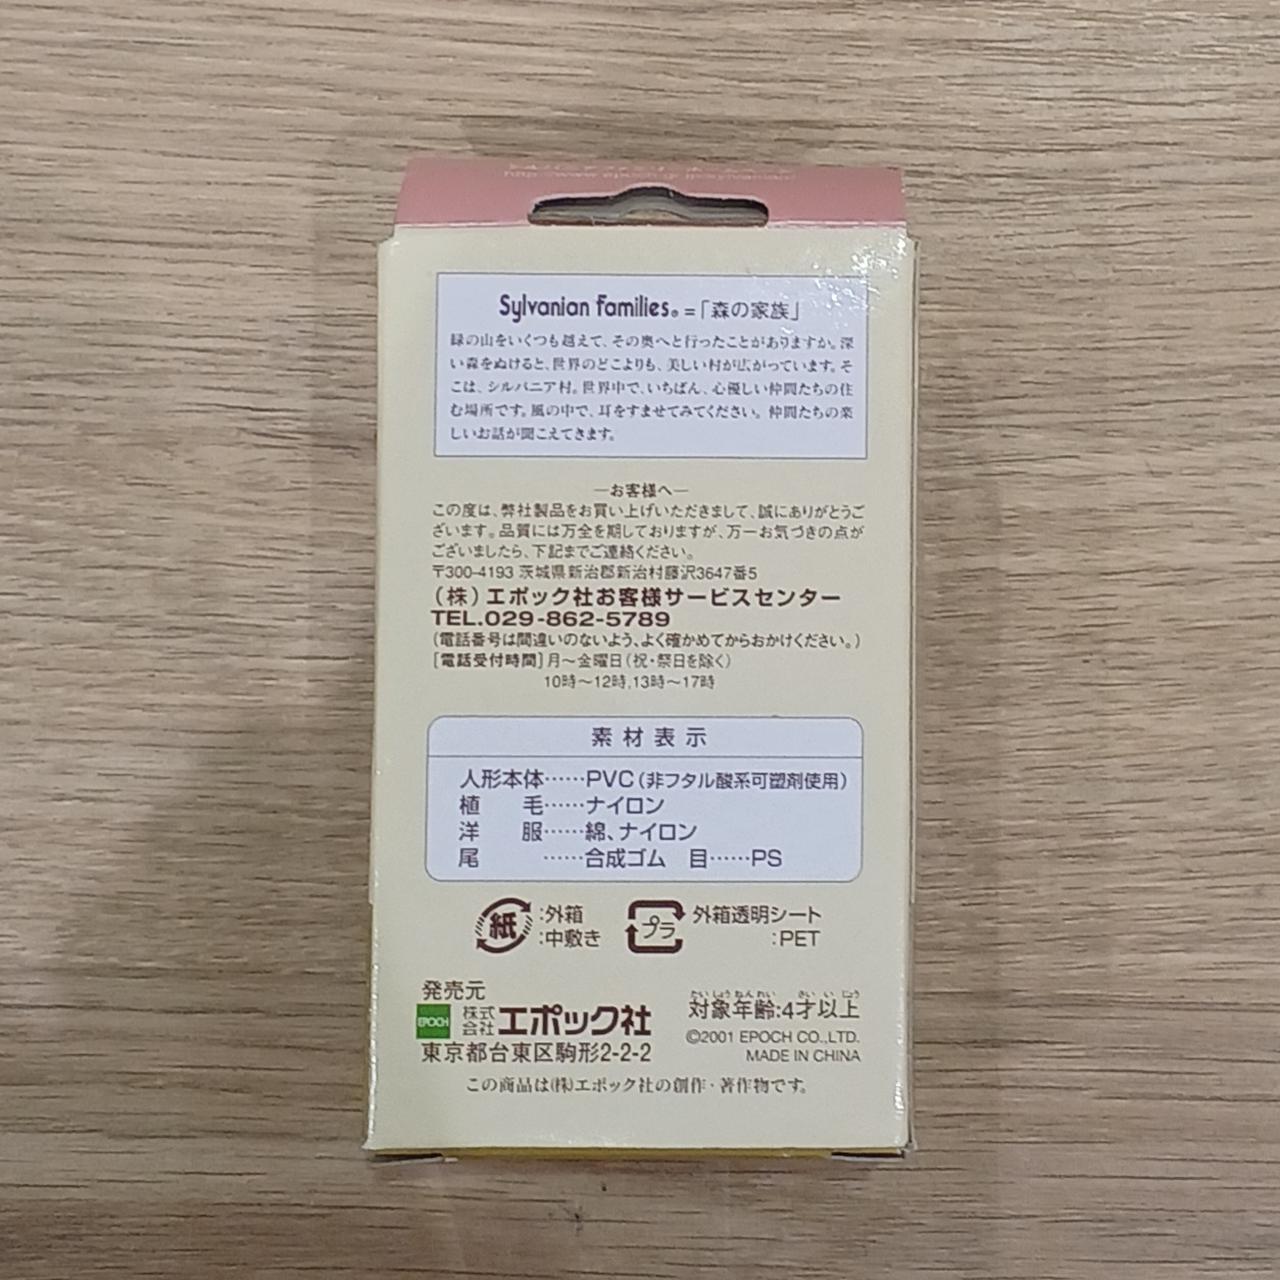 Sylvanian Families®=「森の家族」
緑の山をいくつも越えて、その奥へと行ったことがありますか。深
い森をぬけると、世界のどこよりも、美しい村が広がっています。そ
こは、シルバニア村。世界中で、いちばん、心優しい仲間たちの住
む場所です。風の中で、耳をすませてみてください。仲間たちの楽
しいお話が聞こえてきます。
―お客様へ―
この度は、弊社製品をお買い上げいただきまして、誠にありがとうご
ざいます。品質には万全を期しておりますが、万一お気づきの点が
ございましたら、下記までご連絡ください。
〒300-4193 茨城県新治郡新治村藤沢3647番5
(株)エポック社お客様サービスセンター
TEL.029-862-5789
(電話番号は間違いのないよう、よく確かめてからおかけください。)
[電話受付時間]月~金曜日(祝・祭日を除く)
10時~12時,13時~17時
素材表示
人形本体……PVC(非フタル酸系可塑剤使用)
植 毛……ナイロン
洋 服……綿、ナイロン
尾 ……合成ゴム 目……PS
紙 :外箱 :中敷き
プラ 外箱透明シート :PET
発売元
EPOCH 株式会社 エポック社
東京都台東区駒形2-2-2
たいしょうねんれい さいいじょう
対象年齢:4才以上
©2001 EPOCH CO.,LTD.
MADE IN CHINA
この商品は(株)エポック社の創作・著作物です。